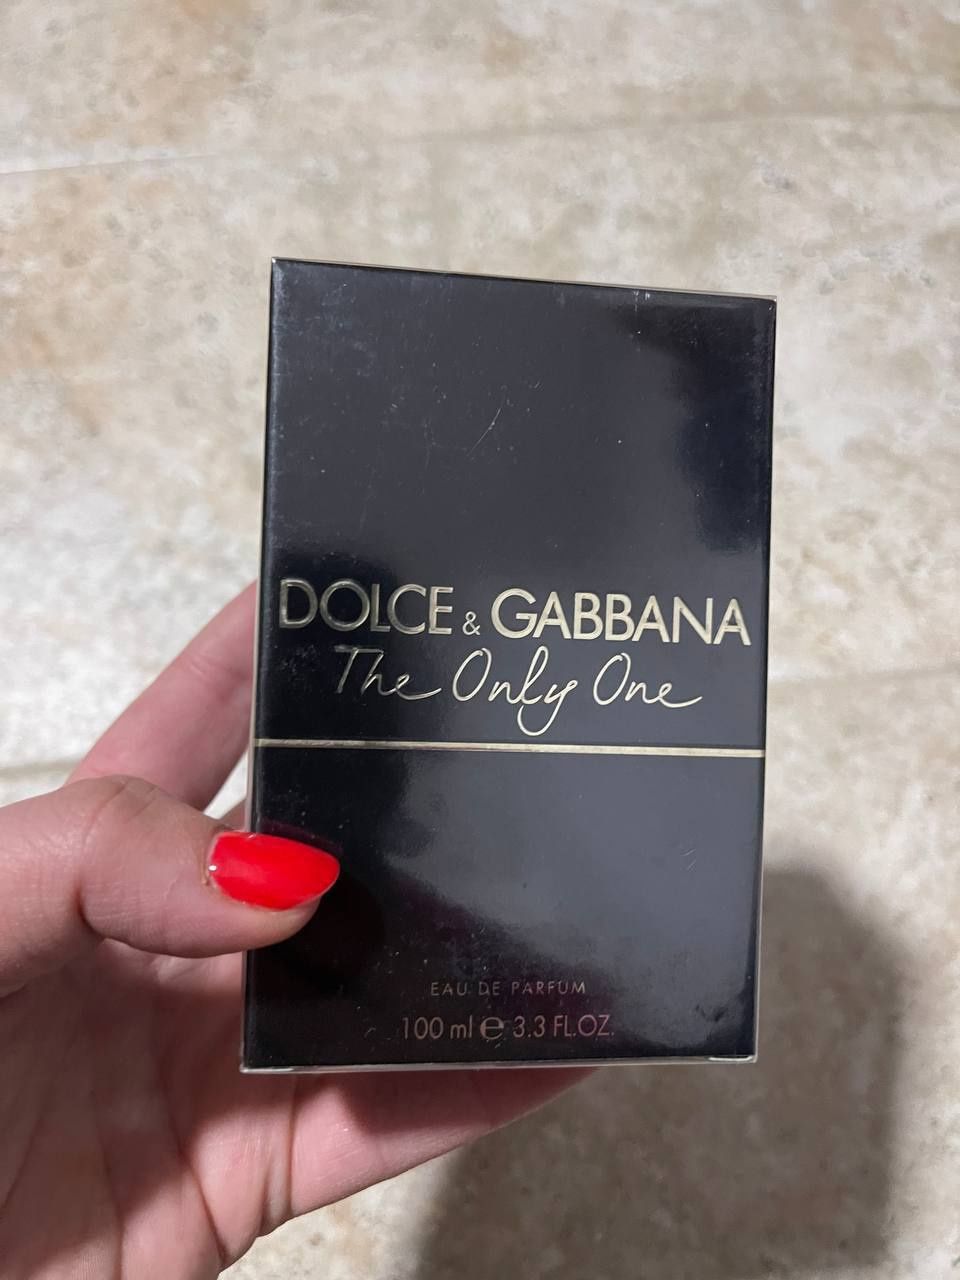 DOLCE & GABBANA
The Only One
EAU DE PARFUM
100 ml ℮ 3.3 FL.OZ.